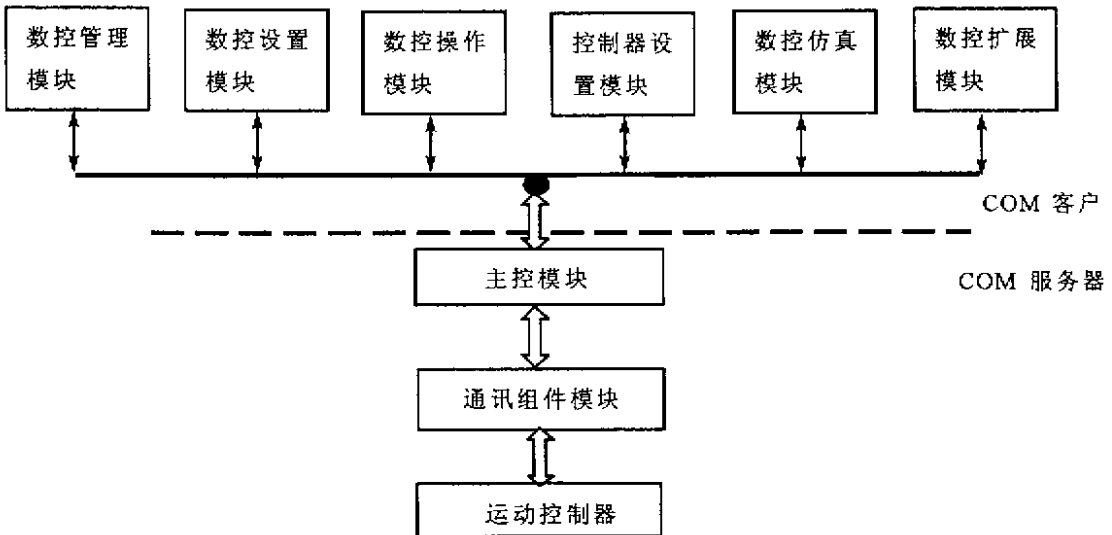 数控管理
模块
数控设置
模块
数控操作
模块
控制器设
置模块
数控仿真
模块
数控扩展
模块
COM 客户
主控模块
COM 服务器
通讯组件模块
运动控制器